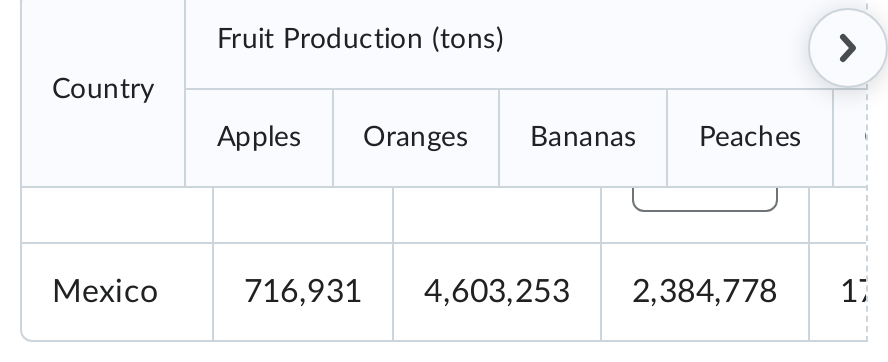 Fruit Production (tons)
Country
Apples Oranges Bananas Peaches
Mexico 716,931 4,603,253 2,384,778